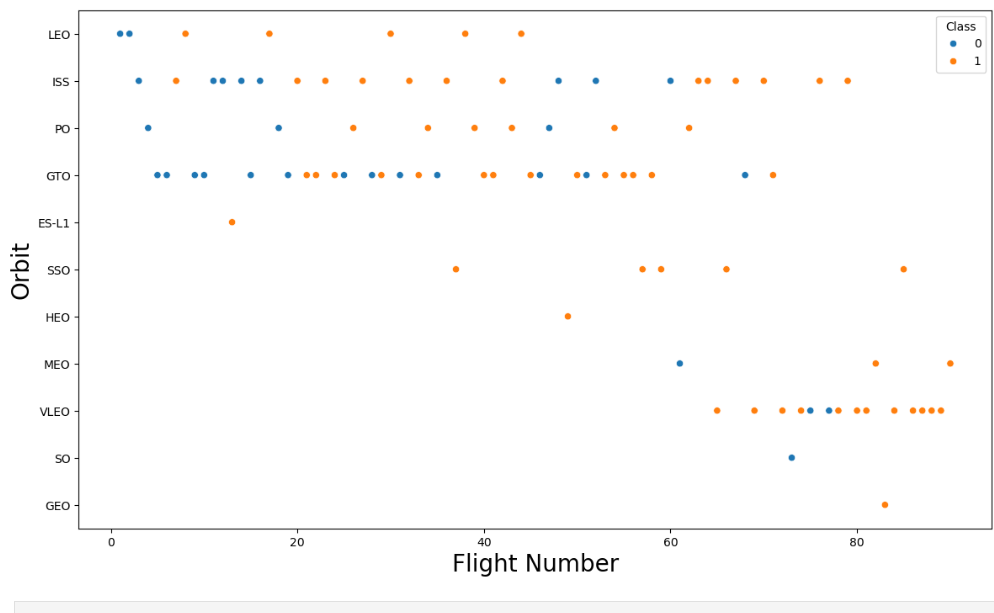 LEO
ISS
PO
GTO
ES-L1
SSO
HEO
MEO
VLEO
SO
GEO
Orbit
Class
0
1
0 20 40 60 80
Flight Number